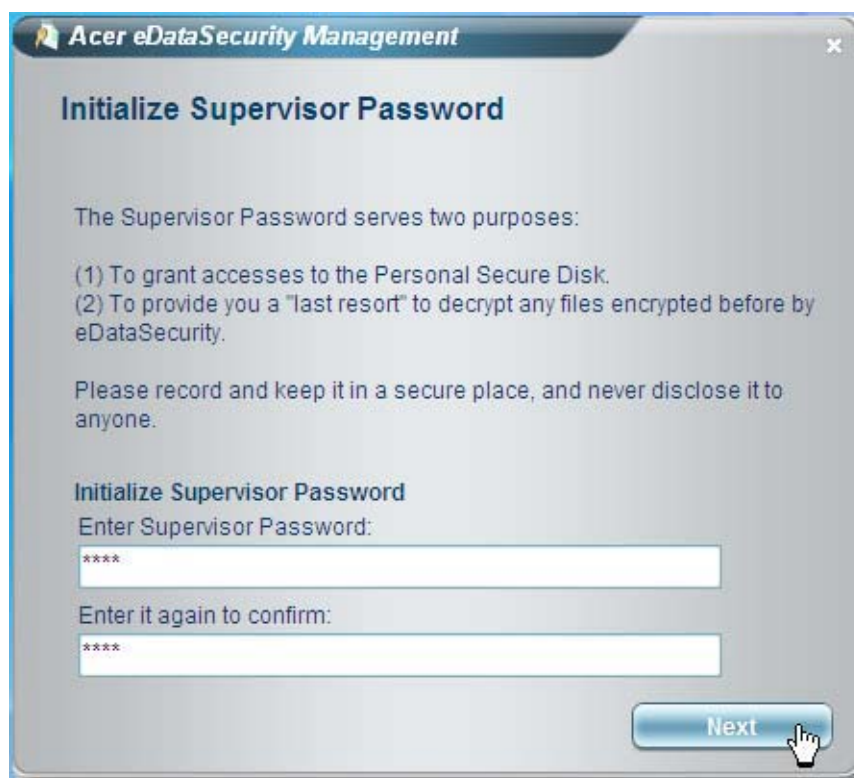 Acer eDataSecurity Management
Initialize Supervisor Password
The Supervisor Password serves two purposes:
(1) To grant accesses to the Personal Secure Disk.
(2) To provide you a "last resort" to decrypt any files encrypted before by
eDataSecurity.
Please record and keep it in a secure place, and never disclose it to
anyone.
Initialize Supervisor Password
Enter Supervisor Password:
****
Enter it again to confirm:
****
Next